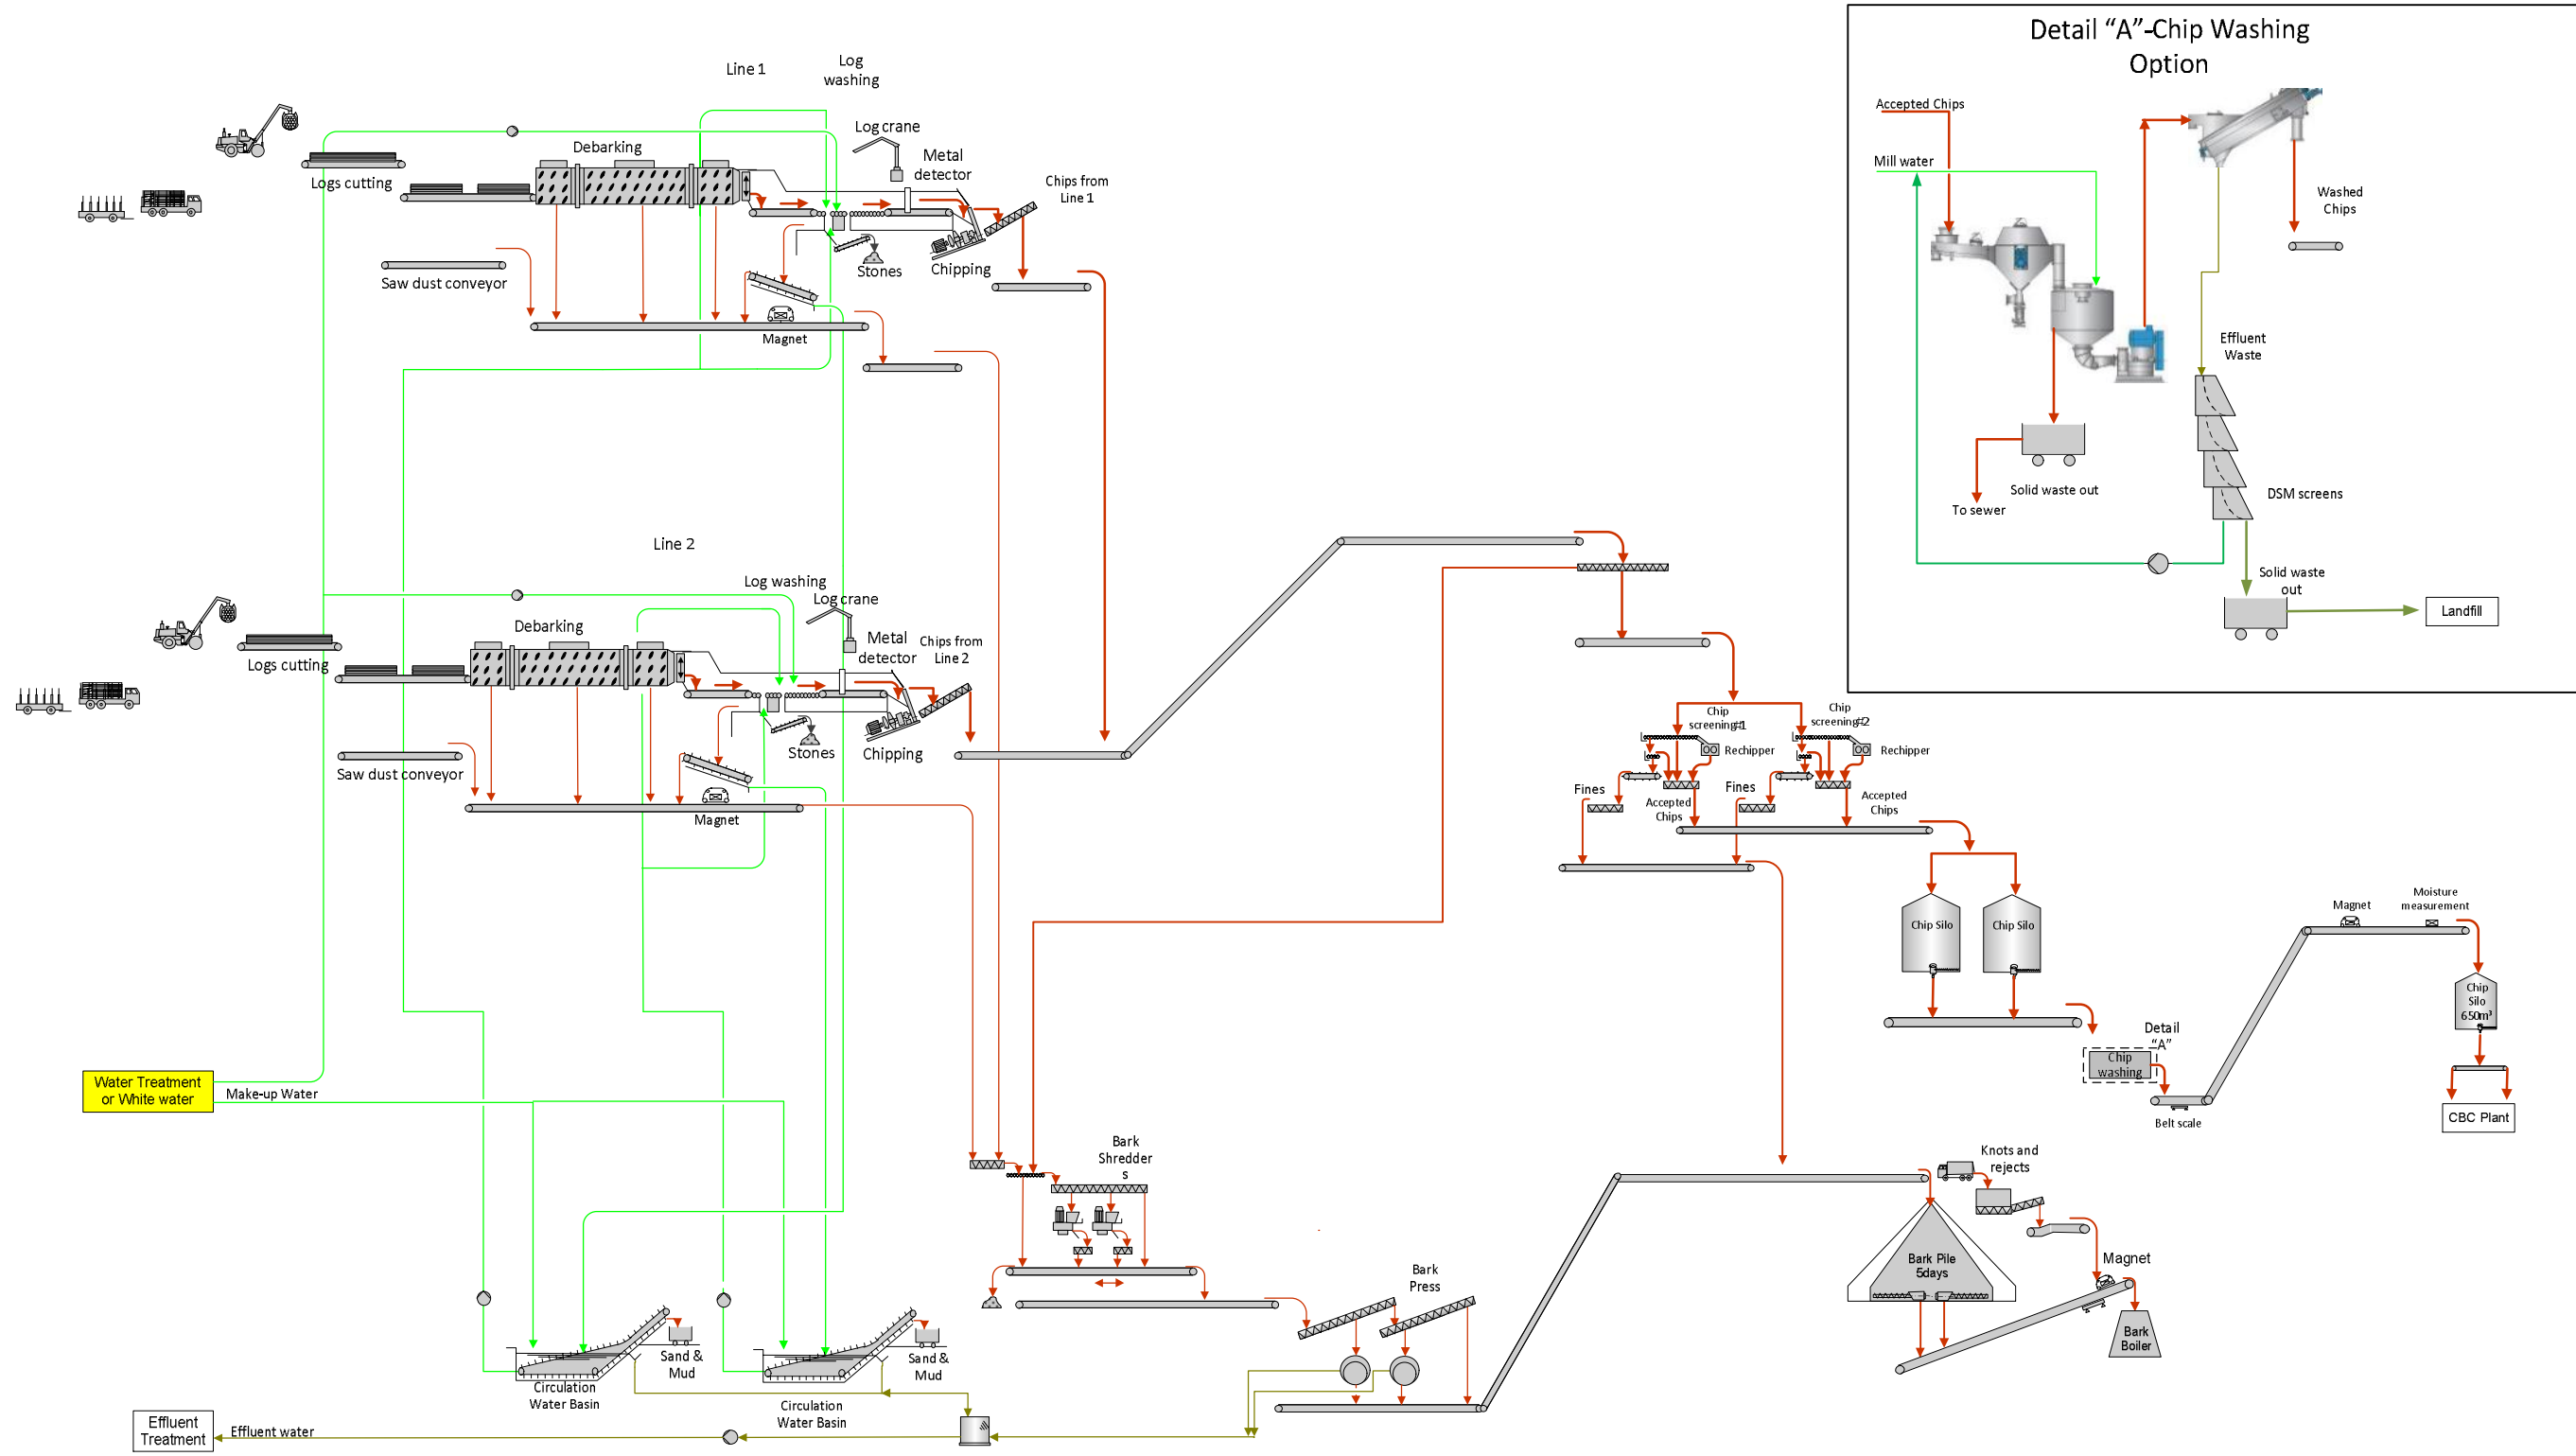 Detail “A”-Chip Washing
Option
Accepted Chips
Mill water
Washed
Chips
Effluent
Waste
Solid waste out
To sewer
DSM screens
Solid waste
out
Landfill
Line 1
Log
washing
Log crane
Debarking
Metal
detector
Logs cutting
Chips from
Line 1
Saw dust conveyor
Stones
Chipping
Magnet
Line 2
Log washing
Log crane
Debarking
Metal
detector
Chips from
Line 2
Logs cutting
Saw dust conveyor
Stones
Chipping
Magnet
Chip
screening#1
Chip
screening#2
Rechipper
Rechipper
Fines
Fines
Accepted
Chips
Accepted
Chips
Chip Silo
Chip Silo
Magnet
Moisture
measurement
Chip
Silo
650m³
CBC Plant
Detail
“A”
Chip
washing
Belt scale
Water Treatment
or White water
Make-up Water
Bark
Shredder
s
Knots and
rejects
Bark Pile
5days
Magnet
Bark
Boiler
Bark
Press
Sand &
Mud
Sand &
Mud
Circulation
Water Basin
Circulation
Water Basin
Effluent
Treatment
Effluent water